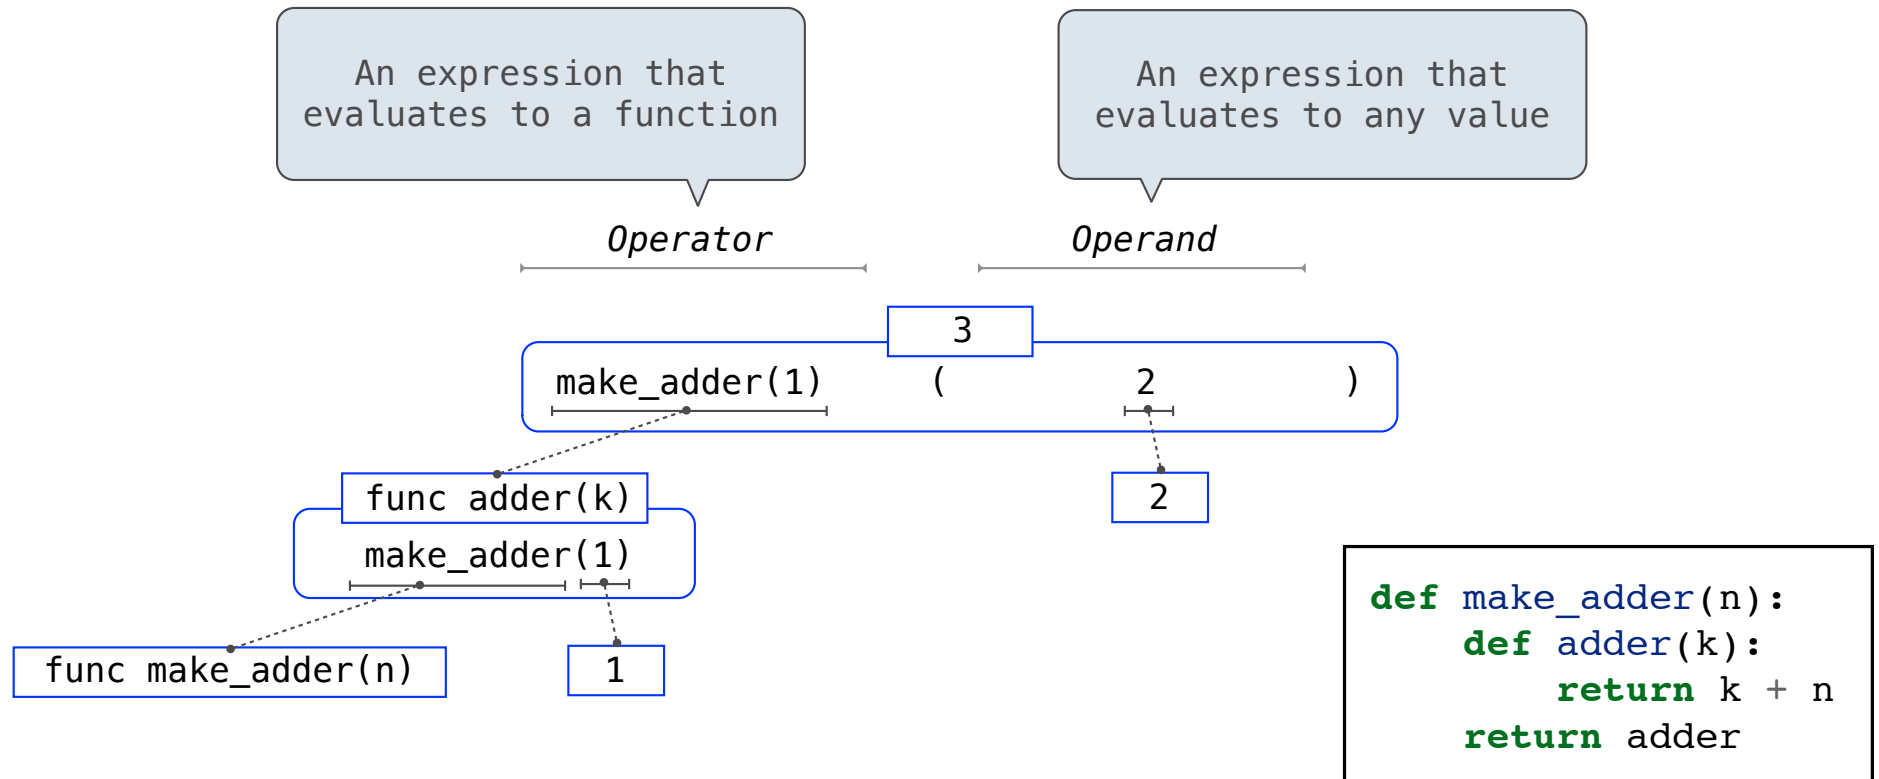 An expression that
evaluates to a function
An expression that
evaluates to any value
Operator
Operand
3
make_adder(1) ( 2 )
func adder(k)
2
make_adder(1)
func make_adder(n)
1
def make_adder(n):
    def adder(k):
        return k + n
    return adder